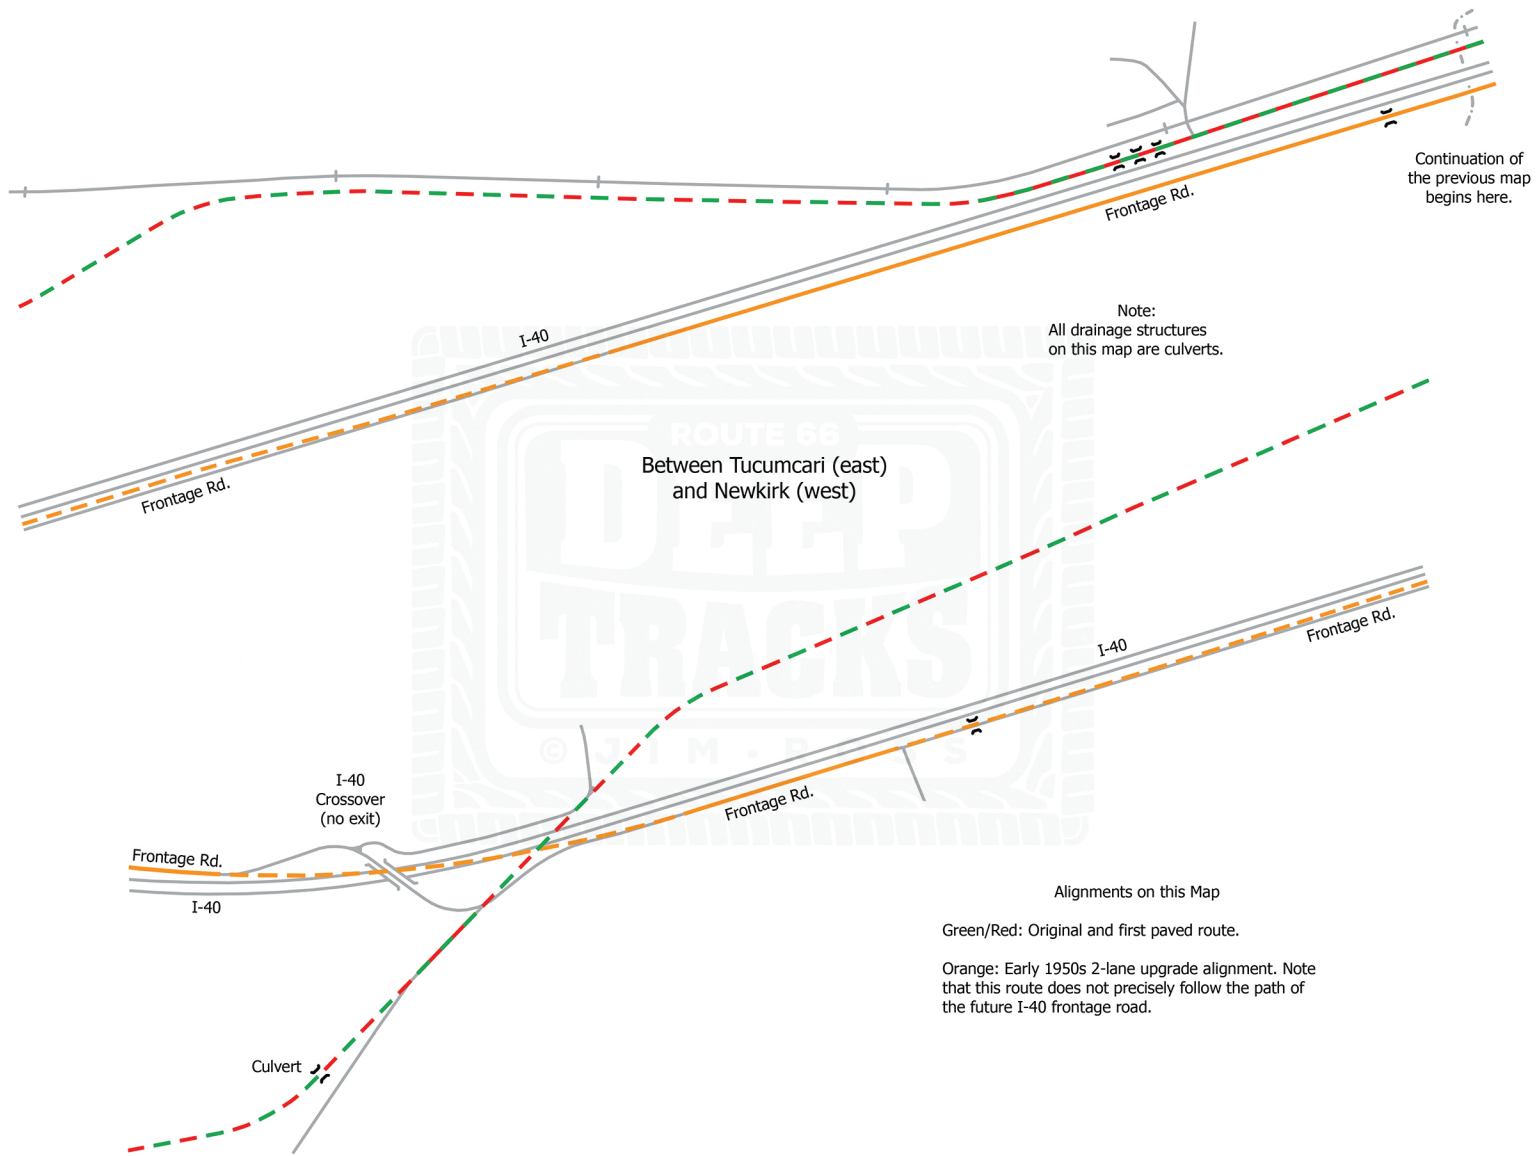 Continuation of
the previous map
begins here.
Frontage Rd.
Note:
All drainage structures
on this map are culverts.
I-40
ROUTE 66
Between Tucumcari (east)
and Newkirk (west)
DEEP
Frontage Rd.
TRACKS
I-40
Frontage Rd.
© JIM
I-40
Crossover
(no exit)
Frontage Rd.
Frontage Rd.
I-40
Alignments on this Map
Green/Red: Original and first paved route.
Orange: Early 1950s 2-lane upgrade alignment. Note
that this route does not precisely follow the path of
the future I-40 frontage road.
Culvert